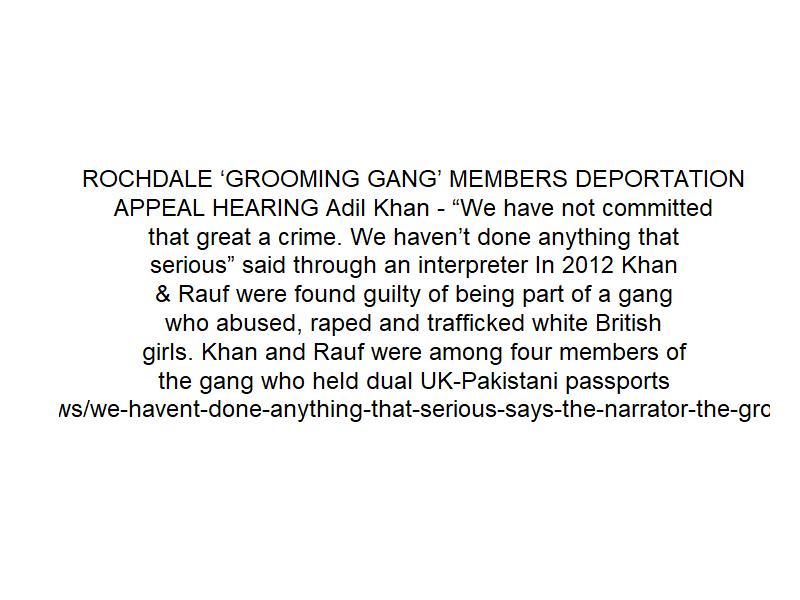 ROCHDALE ‘GROOMING GANG’ MEMBERS DEPORTATION
APPEAL HEARING Adil Khan - “We have not committed
that great a crime. We haven’t done anything that
serious” said through an interpreter In 2012 Khan
& Rauf were found guilty of being part of a gang
who abused, raped and trafficked white British
girls. Khan and Rauf were among four members of
the gang who held dual UK-Pakistani passports
ws/we-havent-done-anything-that-serious-says-the-narrator-the-gro